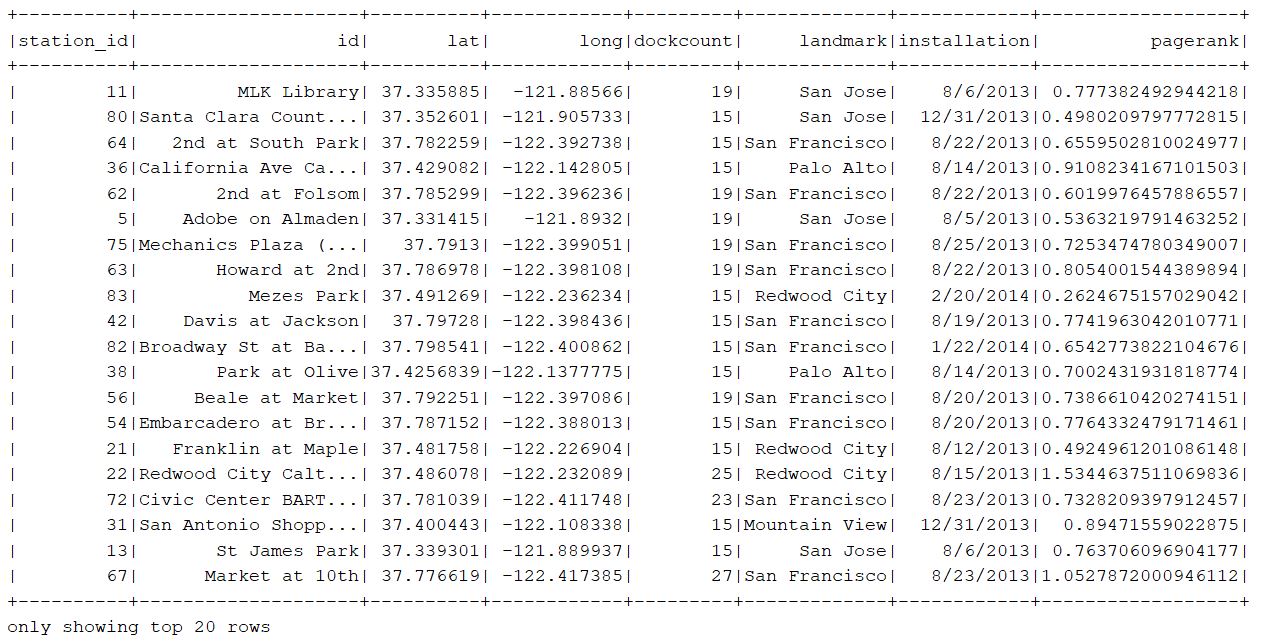 +----------+--------------------+----------+------------+---------+-------------+------------+------------------+
|station_id|                  id|       lat|        long|dockcount|     landmark|installation|          pagerank|
+----------+--------------------+----------+------------+---------+-------------+------------+------------------+
|        11|         MLK Library| 37.335885|  -121.88566|       19|     San Jose|    8/6/2013| 0.777382492944218|
|        80|Santa Clara Count...| 37.352601| -121.905733|       15|     San Jose|  12/31/2013|0.4980209797772815|
|        64|   2nd at South Park| 37.782259| -122.392738|       15|San Francisco|   8/22/2013|0.6559502810024977|
|        36|California Ave Ca...| 37.429082| -122.142805|       15|    Palo Alto|   8/14/2013|0.9108234167101503|
|        62|       2nd at Folsom| 37.785299| -122.396236|       19|San Francisco|   8/22/2013|0.6019976457886557|
|         5|    Adobe on Almaden| 37.331415|   -121.8932|       19|     San Jose|    8/5/2013|0.5363219791463252|
|        75|Mechanics Plaza (...|   37.7913| -122.399051|       19|San Francisco|   8/25/2013|0.7253474780349007|
|        63|       Howard at 2nd| 37.786978| -122.398108|       19|San Francisco|   8/22/2013|0.8054001544389894|
|        83|          Mezes Park| 37.491269| -122.236234|       15| Redwood City|   2/20/2014|0.2624675157029042|
|        42|    Davis at Jackson|  37.79728| -122.398436|       15|San Francisco|   8/19/2013|0.7741963042010771|
|        82|Broadway St at Ba...| 37.798541| -122.400862|       15|San Francisco|   1/22/2014|0.6542773822104676|
|        38|       Park at Olive|37.4256839|-122.1377775|       15|    Palo Alto|   8/14/2013|0.7002431931818774|
|        56|     Beale at Market| 37.792251| -122.397086|       19|San Francisco|   8/20/2013|0.7386610420274151|
|        54|Embarcadero at Br...| 37.787152| -122.388013|       15|San Francisco|   8/20/2013|0.7764332479171461|
|        21|   Franklin at Maple| 37.481758| -122.226904|       15| Redwood City|   8/12/2013|0.4924961201086148|
|        22|Redwood City Calt...| 37.486078| -122.232089|       25| Redwood City|   8/15/2013|1.5344637511069836|
|        72|Civic Center BART...| 37.781039| -122.411748|       23|San Francisco|   8/23/2013|0.7328209397912457|
|        31|San Antonio Shopp...| 37.400443| -122.108338|       15|Mountain View|  12/31/2013|  0.89471559022875|
|        13|       St James Park| 37.339301| -121.889937|       15|     San Jose|    8/6/2013| 0.763706096904177|
|        67|      Market at 10th| 37.776619| -122.417385|       27|San Francisco|   8/23/2013|1.0527872000946112|
+----------+--------------------+----------+------------+---------+-------------+------------+------------------+
only showing top 20 rows